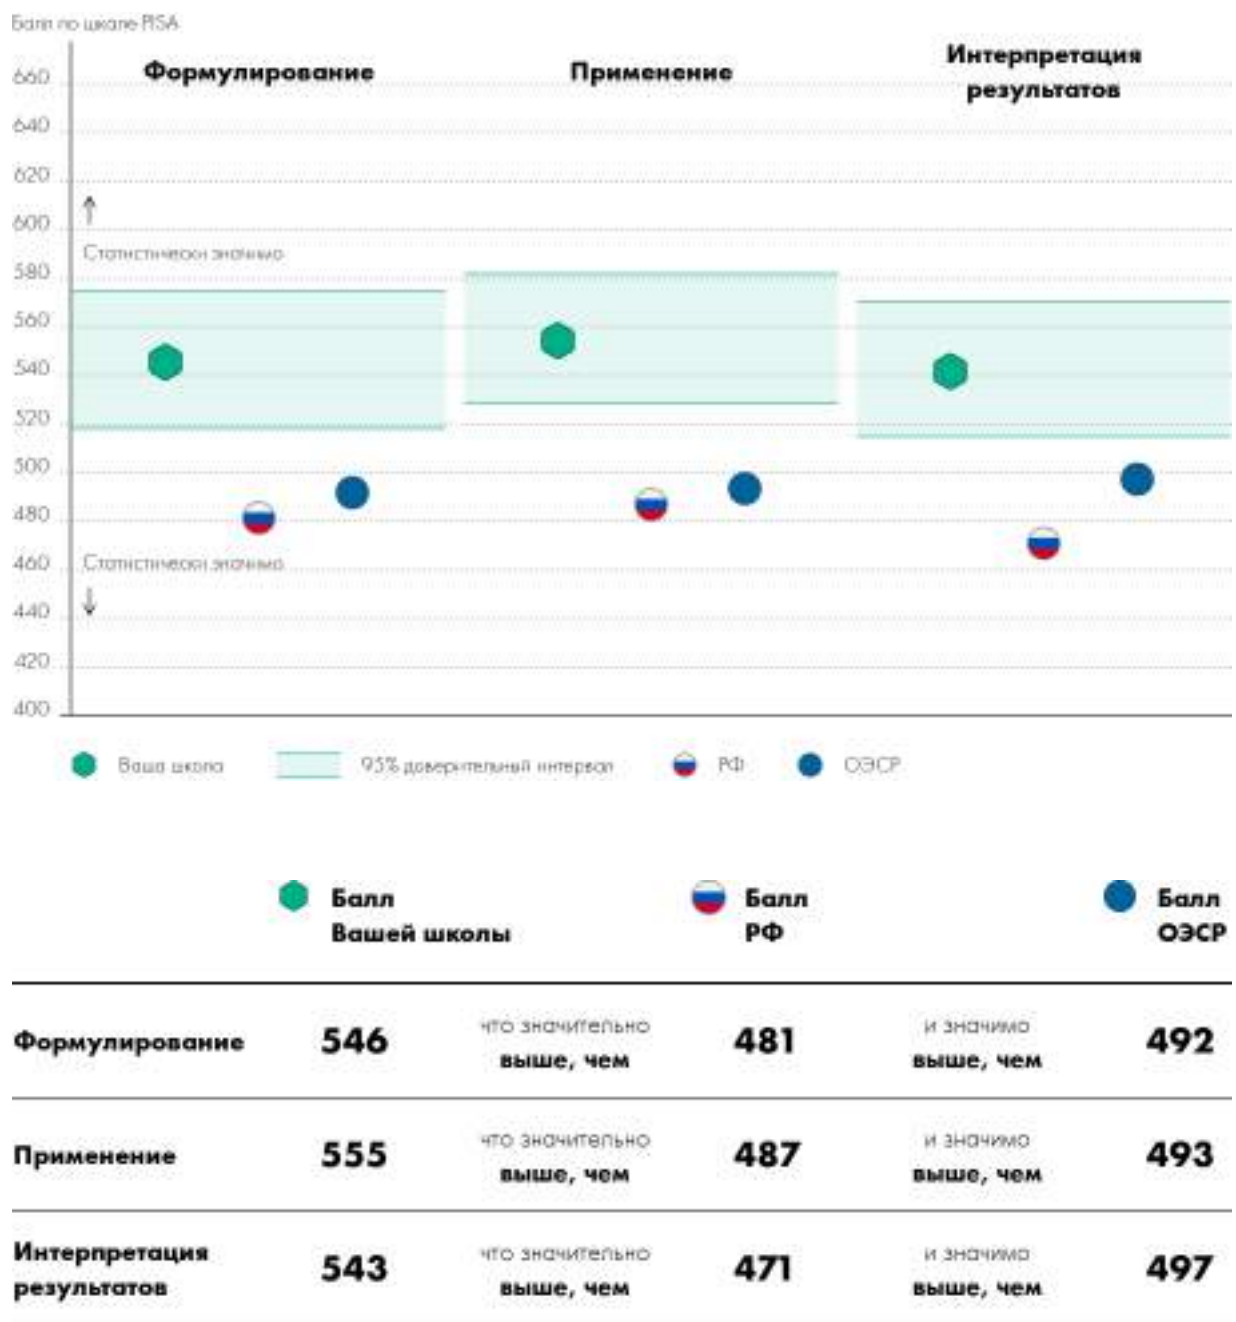 Балл по шкале PISA
Формулирование
Применение
Интерпретация
результатов
660
640
620
600
Статистически значимо
580
560
540
520
500
480
460
Статистически значимо
440
420
400
Ваша школа
95% доверительный интервал
РФ
ОЭСР
Балл
Вашей школы
Балл
РФ
Балл
ОЭСР
Формулирование
546
что значительно
выше, чем
481
и значимо
выше, чем
492
Применение
555
что значительно
выше, чем
487
и значимо
выше, чем
493
Интерпретация
результатов
543
что значительно
выше, чем
471
и значимо
выше, чем
497